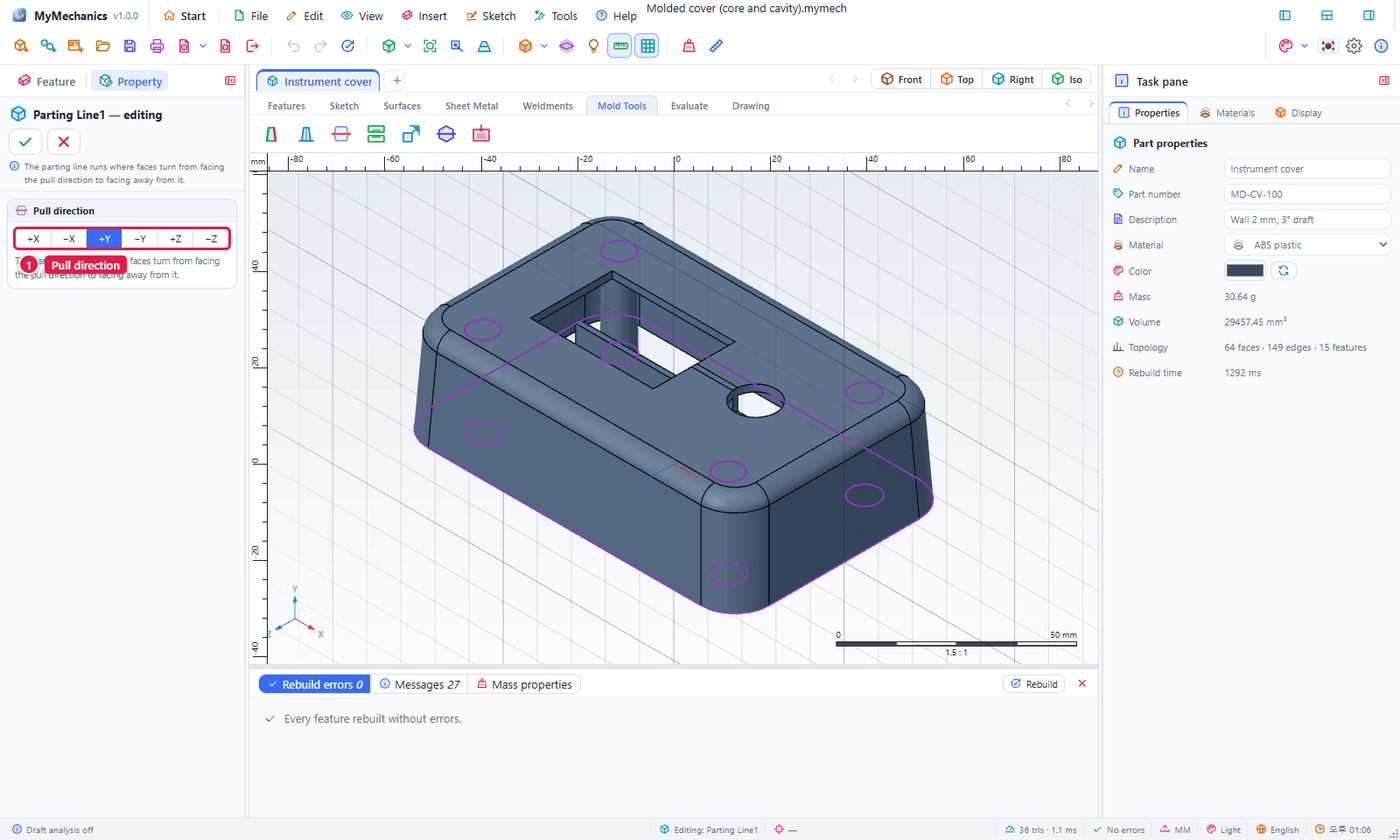 MyMechanics v1.0.0 Start File Edit View Insert Sketch Tools Help Molded cover (core and cavity).mymech
Feature Property
Parting Line1 — editing
The parting line runs where faces turn from facing
the pull direction to facing away from it.
Pull direction
+X −X +Y −Y +Z −Z
1 Pull direction
faces turn from facing
the pull direction to facing away from it.
Instrument cover
Front Top Right Iso
Features Sketch Surfaces Sheet Metal Weldments Mold Tools Evaluate Drawing
mm -80 -60 -40 -20 0 20 40 60 80
40
20
0
20
40
Y
X
Z
0 50 mm
1.5 : 1
Rebuild errors 0 Messages 27 Mass properties Rebuild
Every feature rebuilt without errors.
Task pane
Properties Materials Display
Part properties
Name Instrument cover
Part number MD-CV-100
Description Wall 2 mm, 3° draft
Material ABS plastic
Color
Mass 30.64 g
Volume 29457.45 mm³
Topology 64 faces · 149 edges · 15 features
Rebuild time 1292 ms
Draft analysis off Editing: Parting Line1 — 36 tris · 1.1 ms No errors MM Light English 오후 01:06